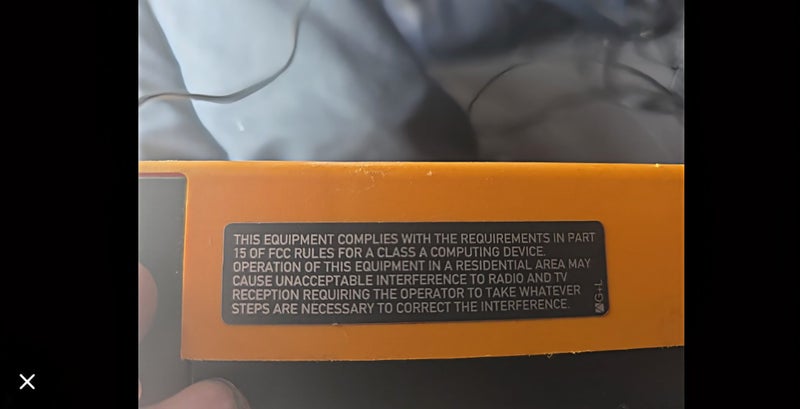 THIS EQUIPMENT COMPLIES WITH THE REQUIREMENTS IN PART
15 OF FCC RULES FOR A CLASS A COMPUTING DEVICE.
OPERATION OF THIS EQUIPMENT IN A RESIDENTIAL AREA MAY
CAUSE UNACCEPTABLE INTERFERENCE TO RADIO AND TV
RECEPTION REQUIRING THE OPERATOR TO TAKE WHATEVER
STEPS ARE NECESSARY TO CORRECT THE INTERFERENCE.
G+L